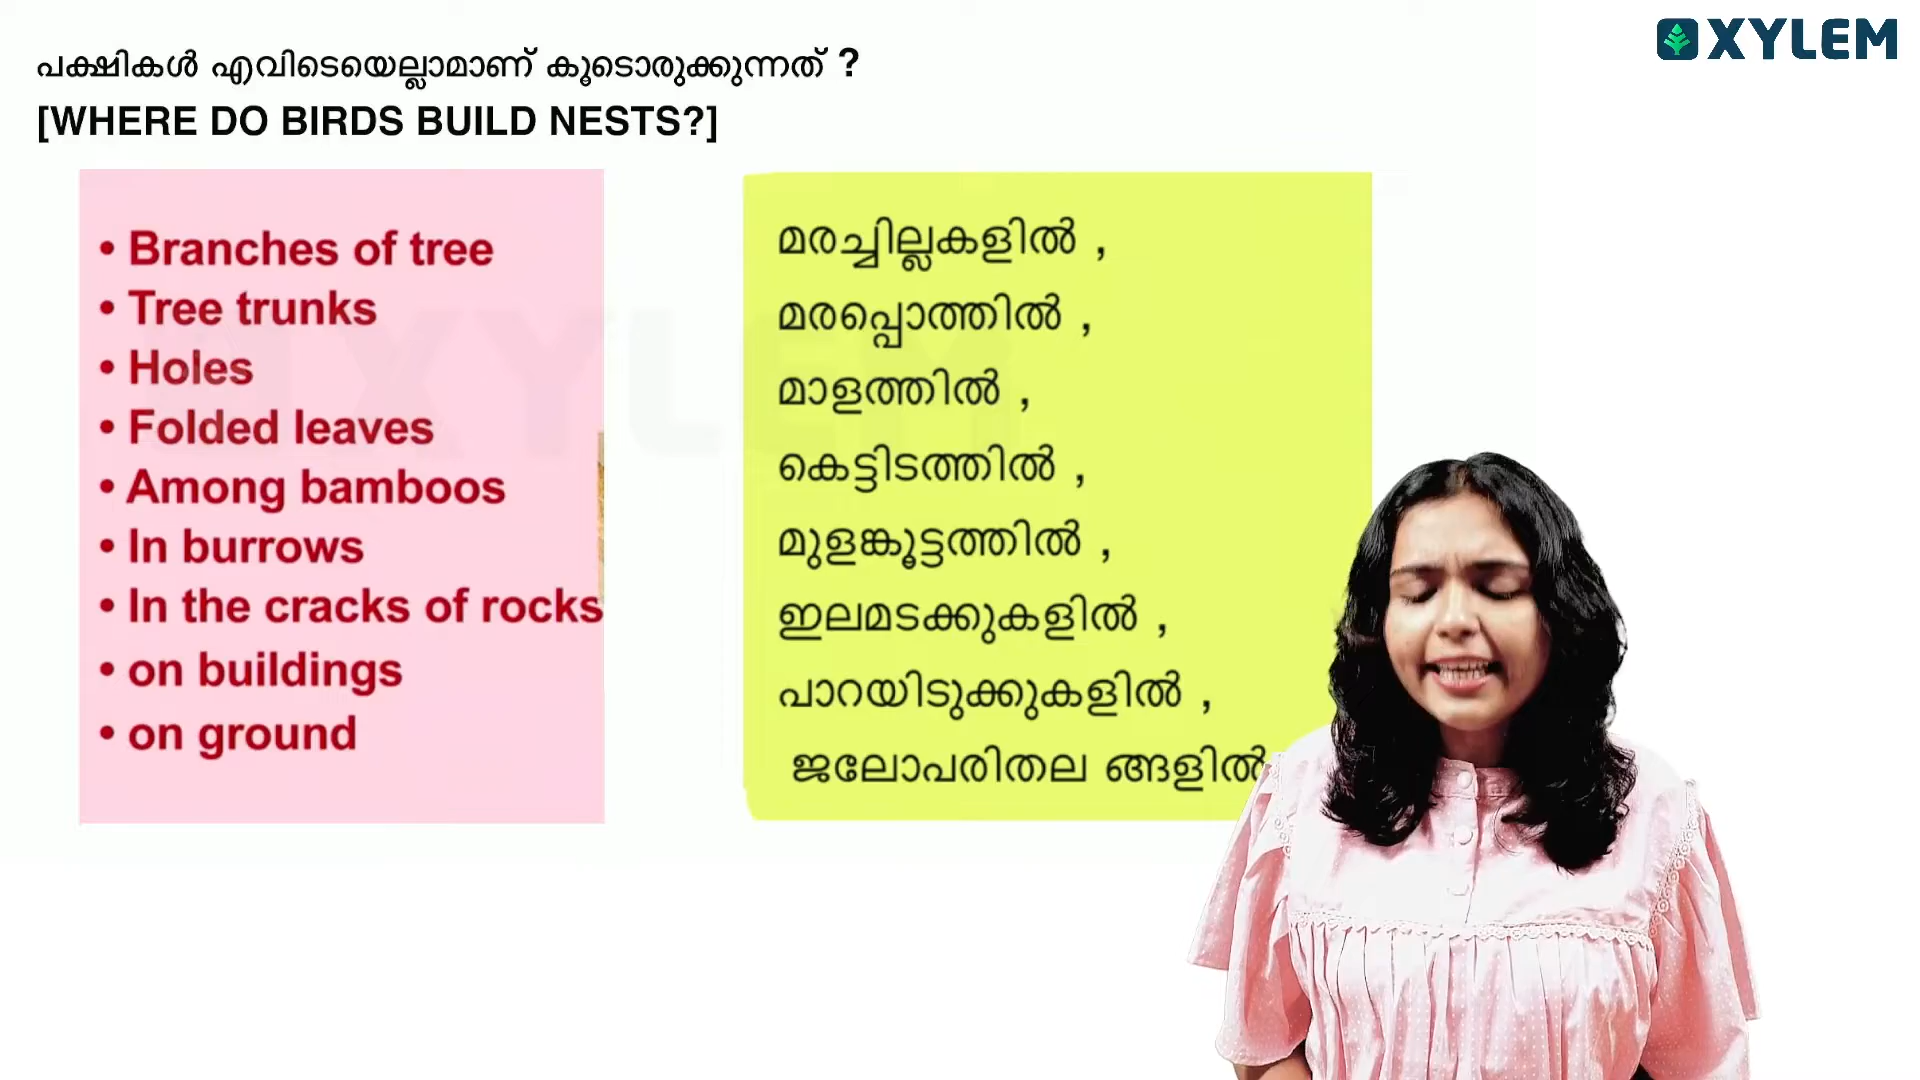 XYLEM
പക്ഷികൾ എവിടെയെല്ലാമാണ് കൂടൊരുക്കുന്നത് ?
[WHERE DO BIRDS BUILD NESTS?]
• Branches of tree
• Tree trunks
• Holes
• Folded leaves
• Among bamboos
• In burrows
• In the cracks of rocks
• on buildings
• on ground
മരച്ചില്ലകളിൽ ,
മരപ്പൊത്തിൽ ,
മാളത്തിൽ ,
കെട്ടിടത്തിൽ ,
മുളങ്കൂട്ടത്തിൽ ,
ഇലമടക്കുകളിൽ ,
പാറയിടുക്കുകളിൽ ,
ജലോപരിതല ങ്ങളിൽ
XYLEM